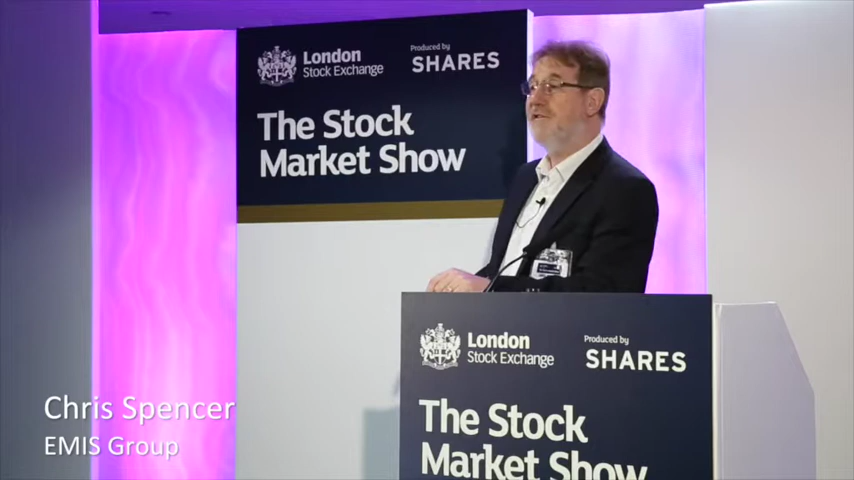 London
Stock Exchange
Produced by
SHARES
The Stock
Market Show
London
Stock Exchange
Produced by
SHARES
The Stock
Market Show
Chris Spencer
EMIS Group